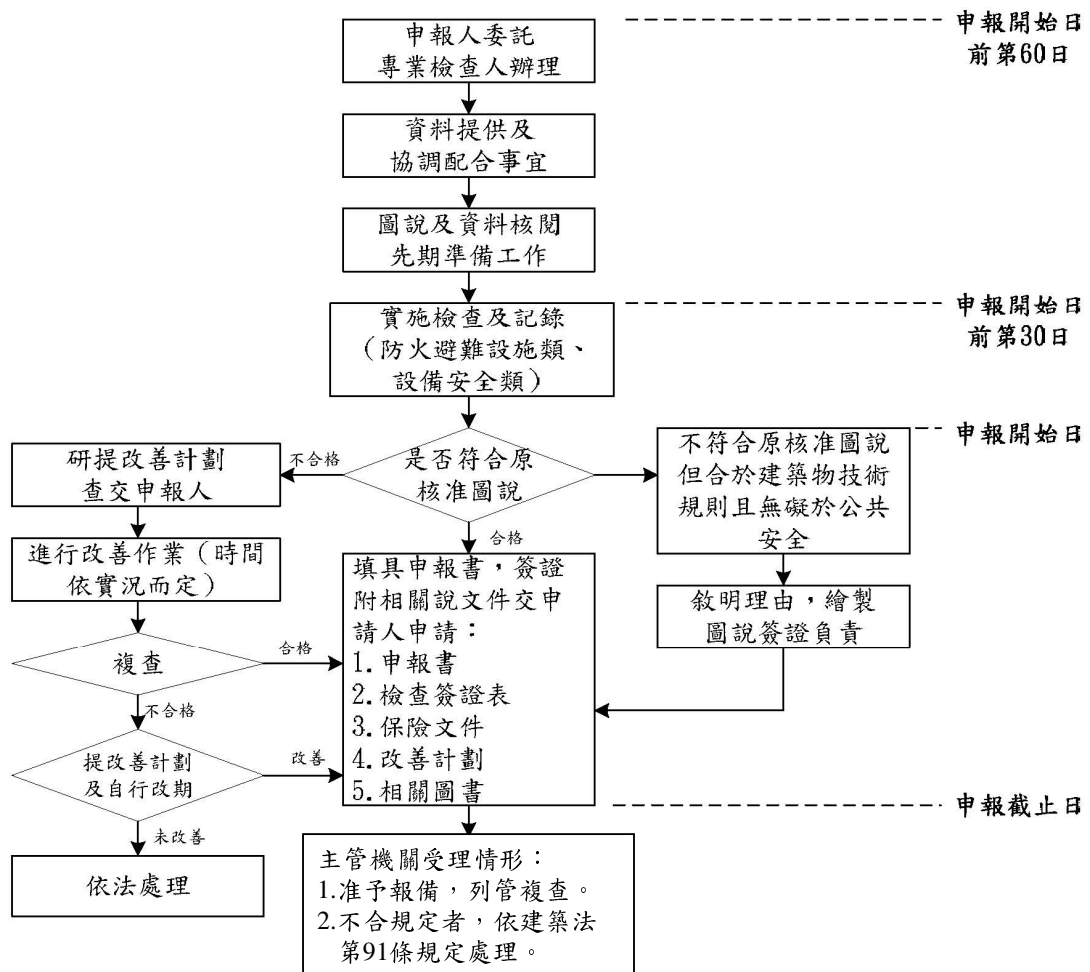 申報人委託
專業檢查人辦理
申報開始日
前第60日
資料提供及
協調配合事宜
圖說及資料核閱
先期準備工作
實施檢查及記錄
（防火避難設施類、
設備安全類）
申報開始日
前第30日
是否符合原
核准圖說
不合格
合格
研提改善計劃
查交申報人
不符合原核准圖說
但合於建築物技術
規則且無礙於公共
安全
申報開始日
進行改善作業（時間
依實況而定）
敘明理由，繪製
圖說簽證負責
填具申報書，簽證
附相關說文件交申
請人申請：
1.申報書
2.檢查簽證表
3.保險文件
4.改善計劃
5.相關圖書
複查
合格
不合格
提改善計劃
及自行改期
改善
未改善
依法處理
申報截止日
主管機關受理情形：
1.准予報備，列管複查。
2.不合規定者，依建築法
第91條規定處理。